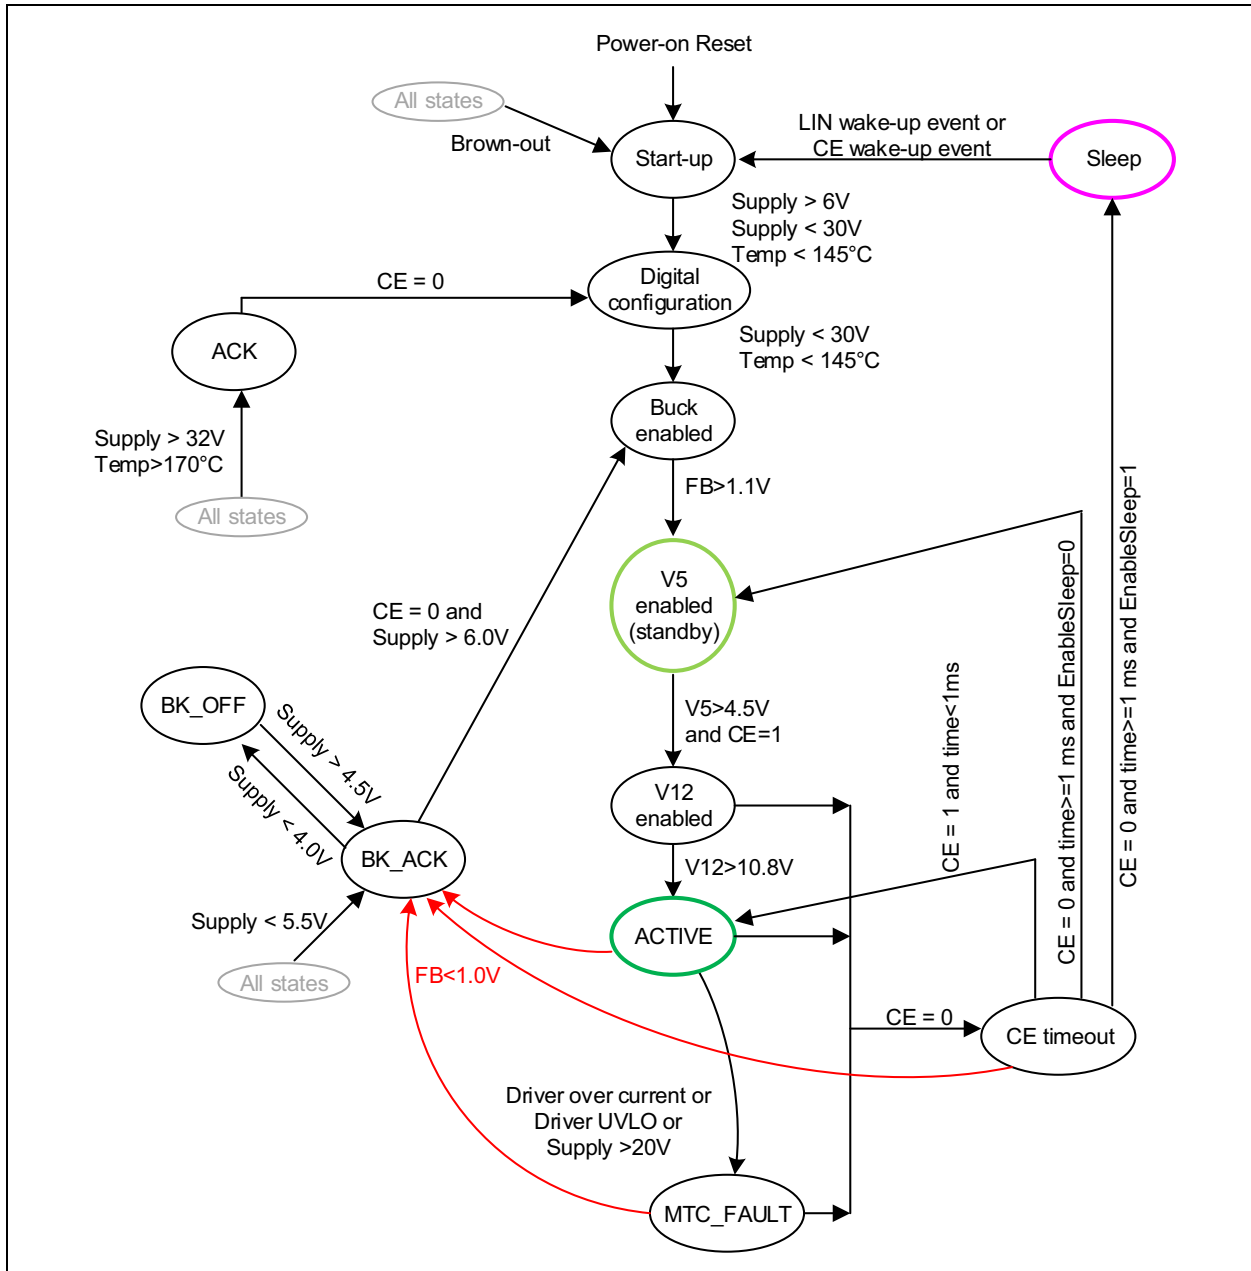 Power-on Reset
All states
Brown-out
Start-up
LIN wake-up event or
CE wake-up event
Sleep
Supply > 6V
Supply < 30V
Temp < 145°C
CE = 0
Digital
configuration
ACK
Supply < 30V
Temp < 145°C
Buck
enabled
Supply > 32V
Temp>170°C
All states
FB>1.1V
V5
enabled
(standby)
CE = 0 and
Supply > 6.0V
BK_OFF
Supply > 4.5V
Supply < 4.0V
V5>4.5V
and CE=1
V12
enabled
CE = 1 and time<1ms
CE = 0 and time>=1 ms and EnableSleep=0
CE = 0 and time>=1 ms and EnableSleep=1
BK_ACK
V12>10.8V
Supply < 5.5V
ACTIVE
All states
FB<1.0V
CE = 0
CE timeout
Driver over current or
Driver UVLO or
Supply >20V
MTC_FAULT